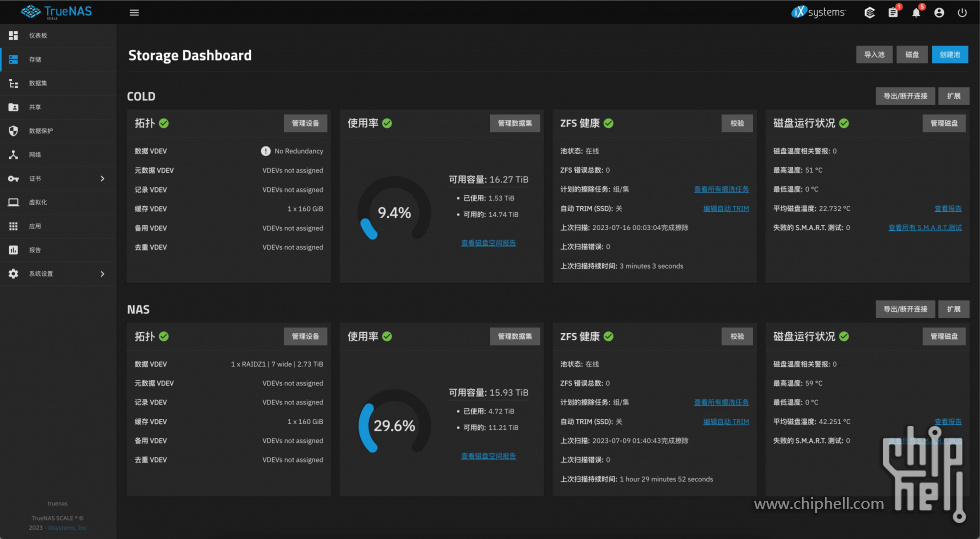 TrueNAS
SCALE
iX systems
1
5
仪表板
存储
数据集
共享
数据保护
网络
证书
虚拟化
应用
报告
系统设置
truenas
TrueNAS SCALE ® ©
2023 - iXsystems, Inc
Storage Dashboard
导入池
磁盘
创建池
COLD
导出/断开连接
扩展
拓扑
管理设备
数据 VDEV
No Redundancy
元数据 VDEV
VDEVs not assigned
记录 VDEV
VDEVs not assigned
缓存 VDEV
1 x 160 GiB
备用 VDEV
VDEVs not assigned
去重 VDEV
VDEVs not assigned
使用率
管理数据集
9.4%
可用容量: 16.27 TiB
已使用: 1.53 TiB
可用的: 14.74 TiB
查看磁盘空间报告
ZFS 健康
校验
池状态: 在线
ZFS 错误总数: 0
计划的擦除任务: 组/集
查看所有擦洗任务
自动 TRIM (SSD): 关
编辑自动 TRIM
上次扫描: 2023-07-16 00:03:04完成擦除
上次扫描错误: 0
上次扫描持续时间: 3 minutes 3 seconds
磁盘运行状况
管理磁盘
磁盘温度相关警报: 0
最高温度: 51 °C
最低温度: 0 °C
平均磁盘温度: 22.732 °C
查看报告
失败的 S.M.A.R.T. 测试: 0
查看所有 S.M.A.R.T.测试
NAS
导出/断开连接
扩展
拓扑
管理设备
数据 VDEV
1 x RAIDZ1 | 7 wide | 2.73 TiB
元数据 VDEV
VDEVs not assigned
记录 VDEV
VDEVs not assigned
缓存 VDEV
1 x 160 GiB
备用 VDEV
VDEVs not assigned
去重 VDEV
VDEVs not assigned
使用率
管理数据集
29.6%
可用容量: 15.93 TiB
已使用: 4.72 TiB
可用的: 11.21 TiB
查看磁盘空间报告
ZFS 健康
校验
池状态: 在线
ZFS 错误总数: 0
计划的擦除任务: 组/集
查看所有擦洗任务
自动 TRIM (SSD): 关
编辑自动 TRIM
上次扫描: 2023-07-09 01:40:43完成擦除
上次扫描错误: 0
上次扫描持续时间: 1 hour 29 minutes 52 seconds
磁盘运行状况
管理磁盘
磁盘温度相关警报: 0
最高温度: 59 °C
最低温度: 0 °C
平均磁盘温度: 42.251 °C
查看报告
失败的 S.M.A.R.T. 测试: 0
chip hell
www.chiphell.com